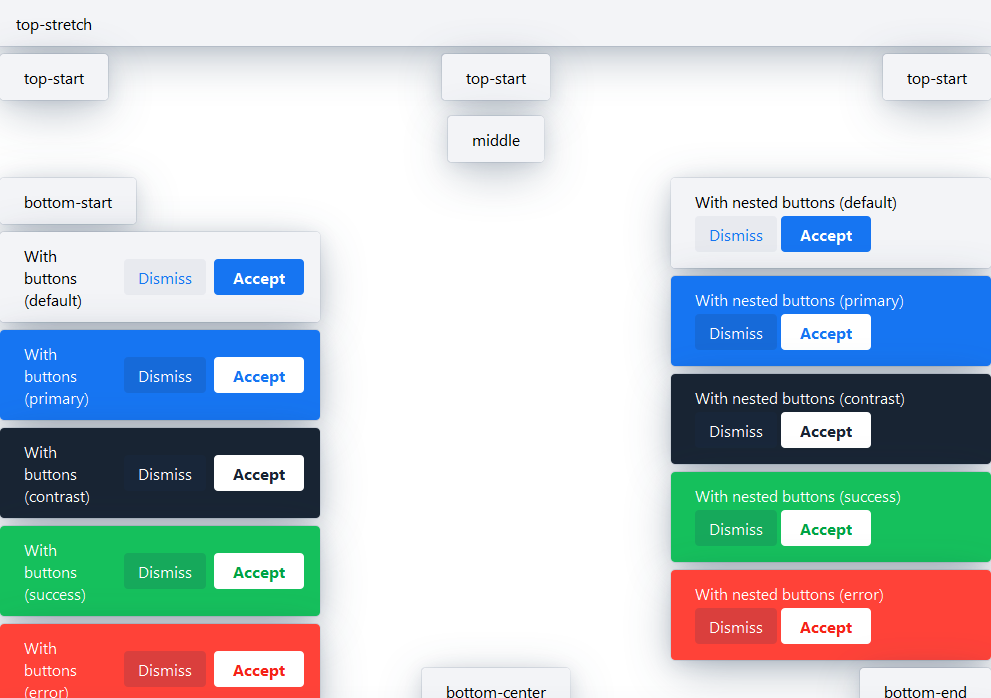 top-stretch
top-start
top-start
top-start
middle
bottom-start
With
buttons
(default)
Dismiss
Accept
With
buttons
(primary)
Dismiss
Accept
With
buttons
(contrast)
Dismiss
Accept
With
buttons
(success)
Dismiss
Accept
With
buttons
(error)
Dismiss
Accept
With nested buttons (default)
Dismiss
Accept
With nested buttons (primary)
Dismiss
Accept
With nested buttons (contrast)
Dismiss
Accept
With nested buttons (success)
Dismiss
Accept
With nested buttons (error)
Dismiss
Accept
bottom-center
bottom-end